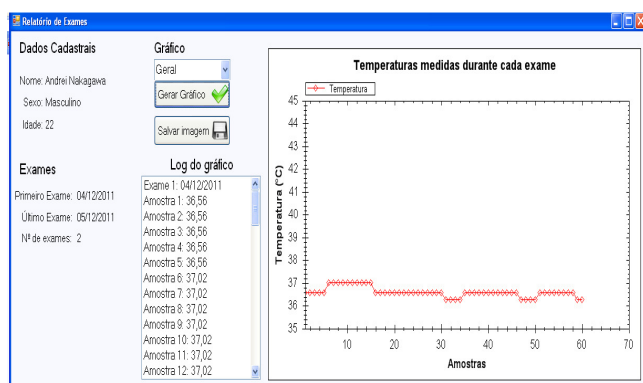 Relatório de Exames
Dados Cadastrais
Nome: Andrei Nakagawa
Sexo: Masculino
Idade: 22
Exames
Primeiro Exame: 04/12/2011
Último Exame: 05/12/2011
Nº de exames: 2
Gráfico
Geral
Gerar Gráfico
Salvar imagem
Log do gráfico
Exame 1: 04/12/2011
Amostra 1: 36,56
Amostra 2: 36,56
Amostra 3: 36,56
Amostra 4: 36,56
Amostra 5: 36,56
Amostra 6: 37,02
Amostra 7: 37,02
Amostra 8: 37,02
Amostra 9: 37,02
Amostra 10: 37,02
Amostra 11: 37,02
Amostra 12: 37,02
Temperaturas medidas durante cada exame
Temperatura
Temperatura (°C)
45
44
43
42
41
40
39
38
37
36
35
10 20 30 40 50 60 70
Amostras